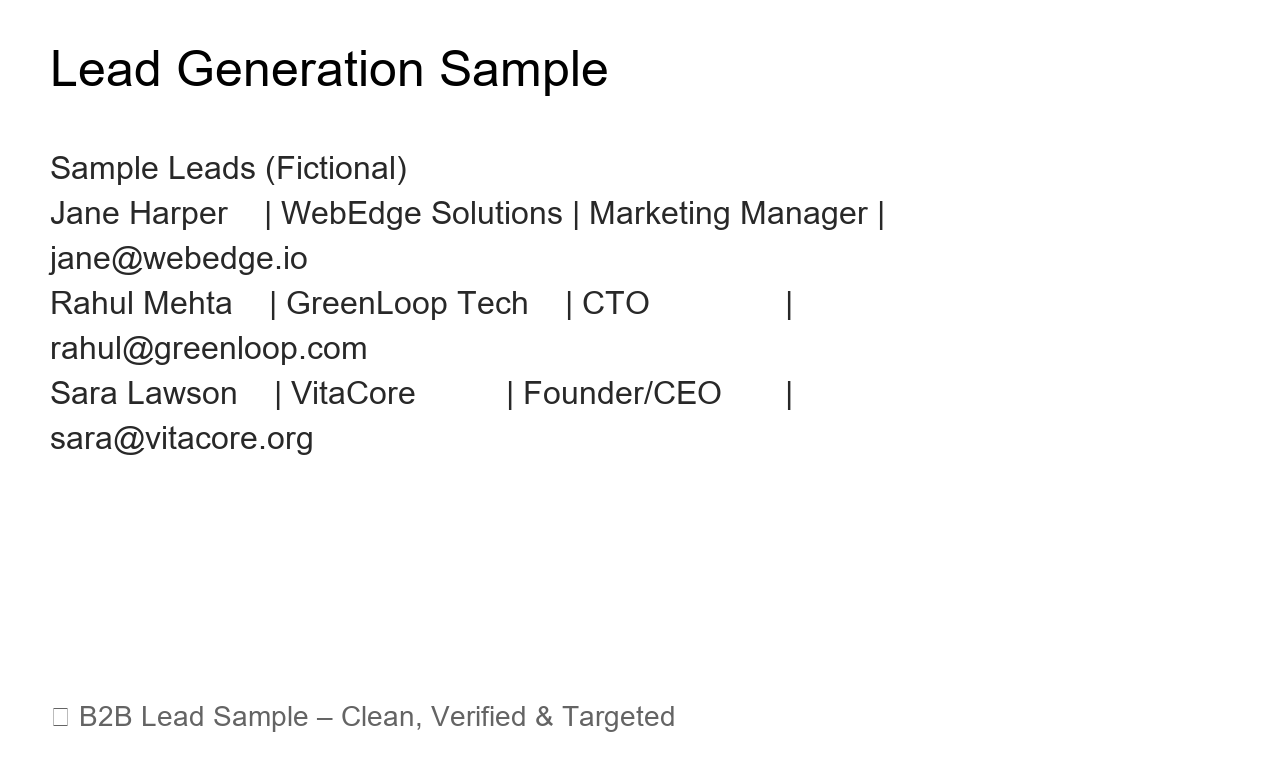 Lead Generation Sample
Sample Leads (Fictional)
Jane Harper    | WebEdge Solutions | Marketing Manager |
jane@webedge.io
Rahul Mehta    | GreenLoop Tech    | CTO               |
rahul@greenloop.com
Sara Lawson    | VitaCore          | Founder/CEO       |
sara@vitacore.org
B2B Lead Sample – Clean, Verified & Targeted